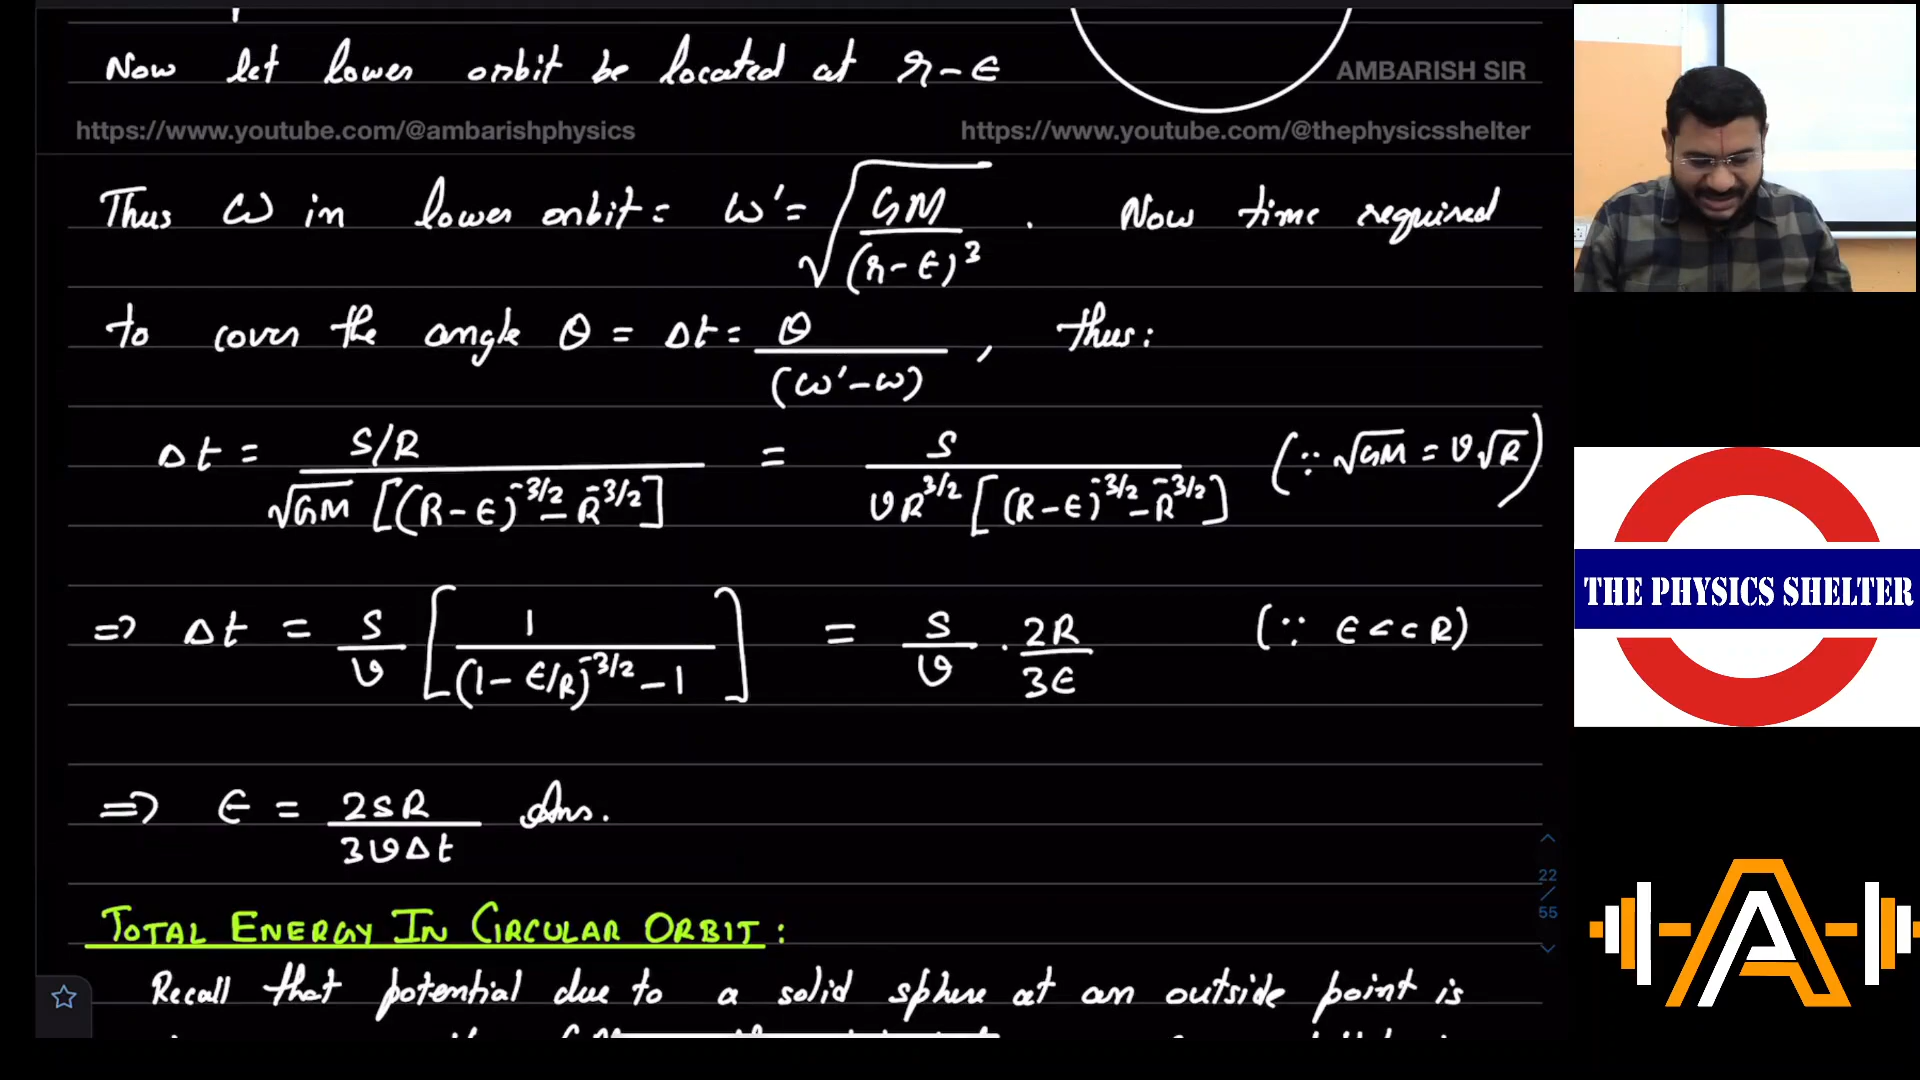 Now let lower orbit be located at r-ϵ
AMBARISH SIR
https://www.youtube.com/@ambarishphysics
https://www.youtube.com/@thephysicsshelter
Thus ω in lower orbit = ω' = √(GM/(r-ϵ)³) . Now time required
to cover the angle θ = Δt = θ/(ω'-ω) , thus:
Δt = (S/R)/(√GM [(R-ϵ)^-3/2 - R^-3/2]) = S/(vR^3/2 [(R-ϵ)^-3/2 - R^-3/2]) (∵ √GM = v√R)
⇒ Δt = S/v [1/((1-ϵ/R)^-3/2 - 1)] = S/v . 2R/3ϵ (∵ ϵ << R)
⇒ ϵ = 2SR/3vΔt Ans.
TOTAL ENERGY IN CIRCULAR ORBIT :
Recall that potential due to a solid sphere at an outside point is
22
/
55
THE PHYSICS SHELTER